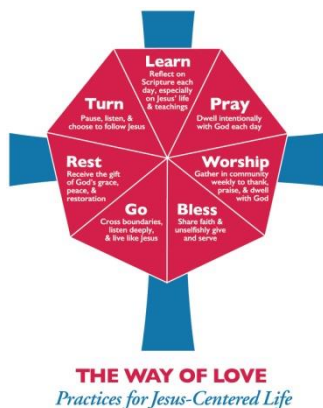 Learn
Reflect on
Scripture each
day, especially
on Jesus' life
& teachings
Turn
Pause, listen, &
choose to follow Jesus
Pray
Dwell intentionally
with God each day
Rest
Receive the gift
of God's grace,
peace, &
restoration
Worship
Gather in community
weekly to thank,
praise, & dwell
with God
Go
Cross boundaries,
listen deeply,
& live like Jesus
Bless
Share faith &
unselfishly give
and serve
THE WAY OF LOVE
Practices for Jesus-Centered Life